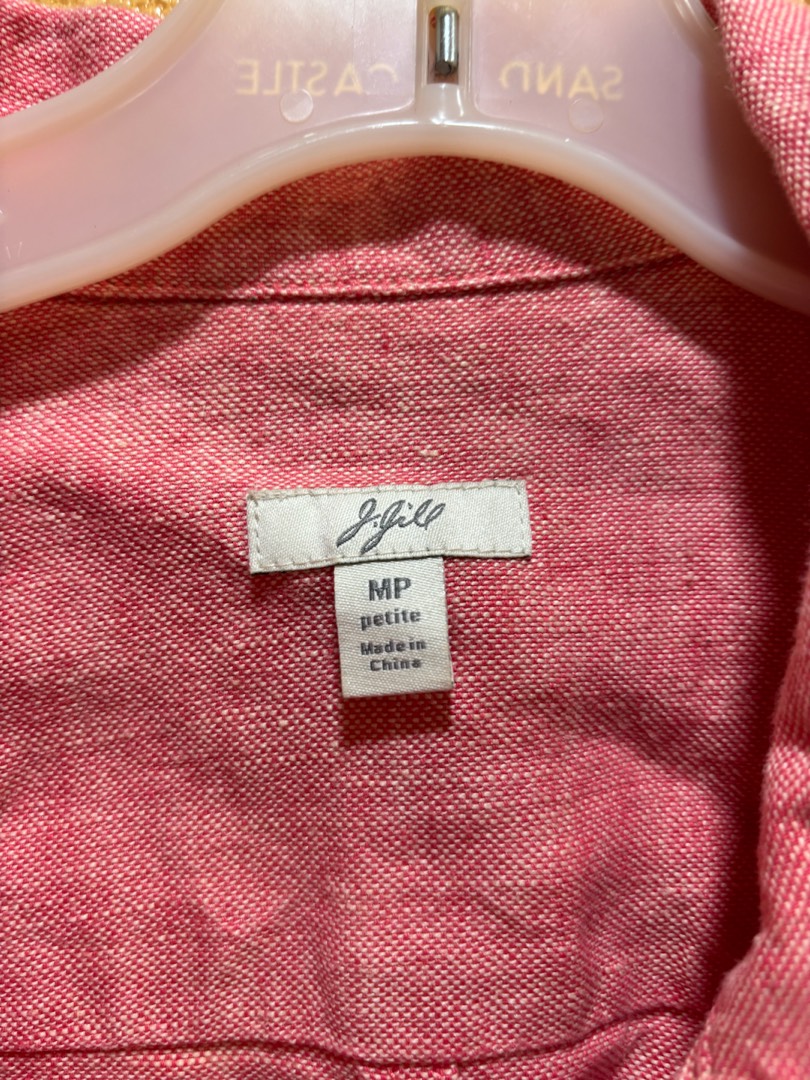 SAND CASTLE
J.Jill
MP
petite
Made in
China